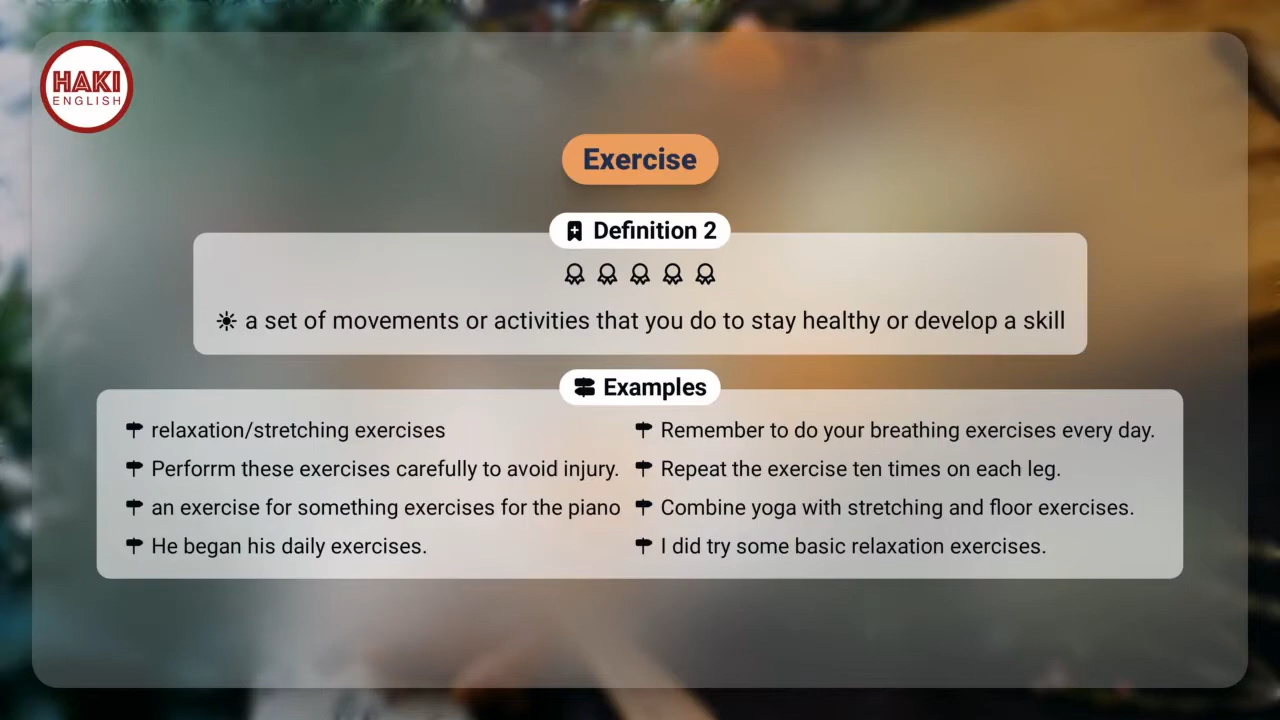 HAKI
ENGLISH
Exercise
Definition 2
a set of movements or activities that you do to stay healthy or develop a skill
Examples
relaxation/stretching exercises
Perforrm these exercises carefully to avoid injury.
an exercise for something exercises for the piano
He began his daily exercises.
Remember to do your breathing exercises every day.
Repeat the exercise ten times on each leg.
Combine yoga with stretching and floor exercises.
I did try some basic relaxation exercises.